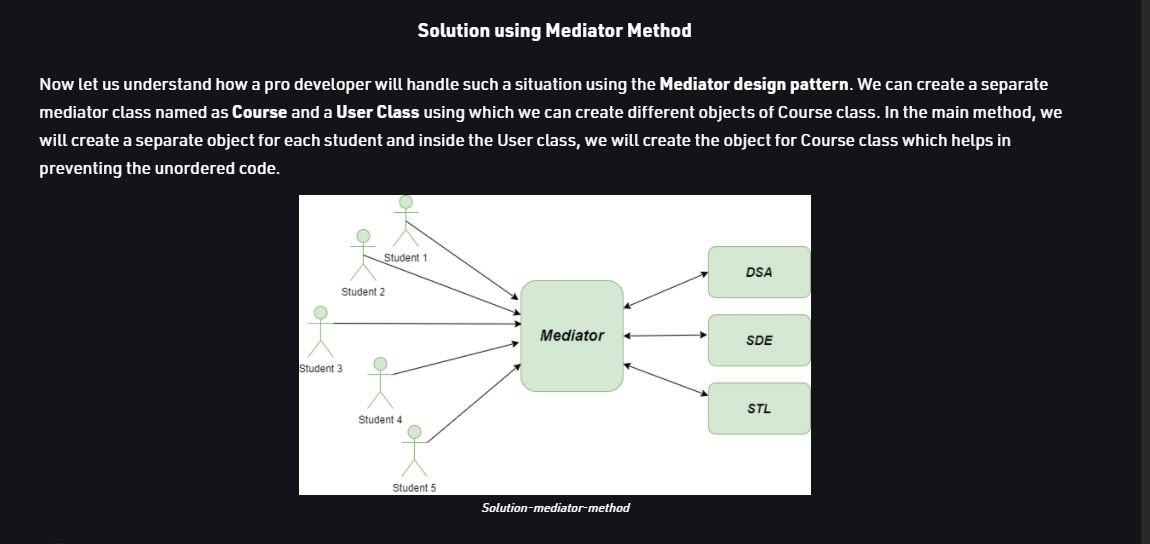 Solution using Mediator Method
Now let us understand how a pro developer will handle such a situation using the Mediator design pattern. We can create a separate
mediator class named as Course and a User Class using which we can create different objects of Course class. In the main method, we
will create a separate object for each student and inside the User class, we will create the object for Course class which helps in
preventing the unordered code.
Student 1
Student 2
Student 3
Student 4
Student 5
Mediator
DSA
SDE
STL
Solution-mediator-method